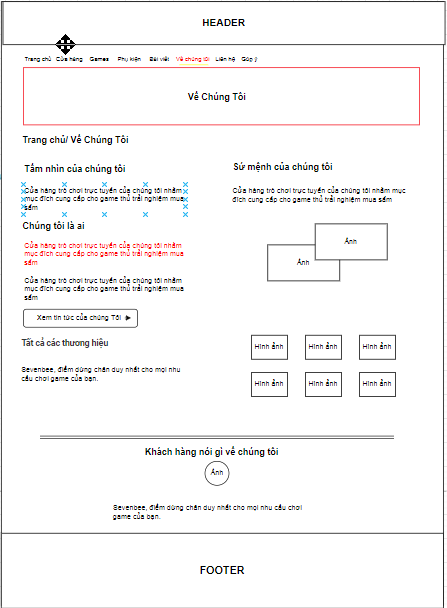 HEADER
Trang chủ Cửa hàng Games Phụ kiện Bài viết Về chúng tôi Liên hệ Góp ý
Về Chúng Tôi
Trang chủ/ Về Chúng Tôi
Tầm nhìn của chúng tôi
Cửa hàng trò chơi trực tuyến của chúng tôi nhằm
mục đích cung cấp cho game thủ trải nghiệm mua
sắm
Sứ mệnh của chúng tôi
Cửa hàng trò chơi trực tuyến của chúng tôi nhằm mục
đích cung cấp cho game thủ trải nghiệm mua sắm
Chúng tôi là ai
Cửa hàng trò chơi trực tuyến của chúng tôi nhằm
mục đích cung cấp cho game thủ trải nghiệm mua
sắm
Cửa hàng trò chơi trực tuyến của chúng tôi nhằm
mục đích cung cấp cho game thủ trải nghiệm mua
sắm
Ảnh
Ảnh
Xem tin tức của chúng Tôi
Tất cả các thương hiệu
Sevenbee, điểm dừng chân duy nhất cho mọi nhu
cầu chơi game của bạn.
Hình ảnh Hình ảnh Hình ảnh
Hình ảnh Hình ảnh Hình ảnh
Khách hàng nói gì về chúng tôi
Ảnh
Sevenbee, điểm dừng chân duy nhất cho mọi nhu cầu chơi
game của bạn.
FOOTER